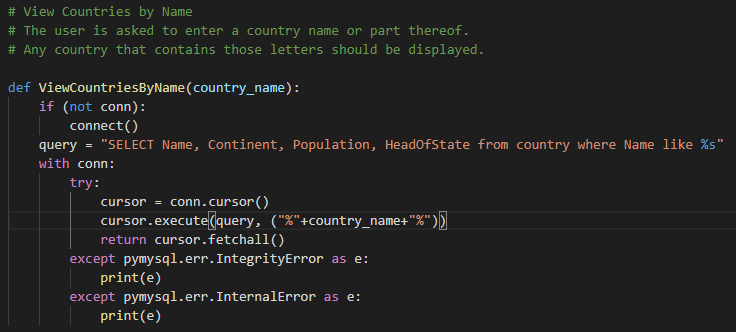 # View Countries by Name
# The user is asked to enter a country name or part thereof.
# Any country that contains those letters should be displayed.

def ViewCountriesByName(country_name):
    if (not conn):
        connect()
    query = "SELECT Name, Continent, Population, HeadOfState from country where Name like %s"
    with conn:
        try:
            cursor = conn.cursor()
            cursor.execute(query, ("%"+country_name+"%"))
            return cursor.fetchall()
        except pymysql.err.IntegrityError as e:
            print(e)
        except pymysql.err.InternalError as e:
            print(e)